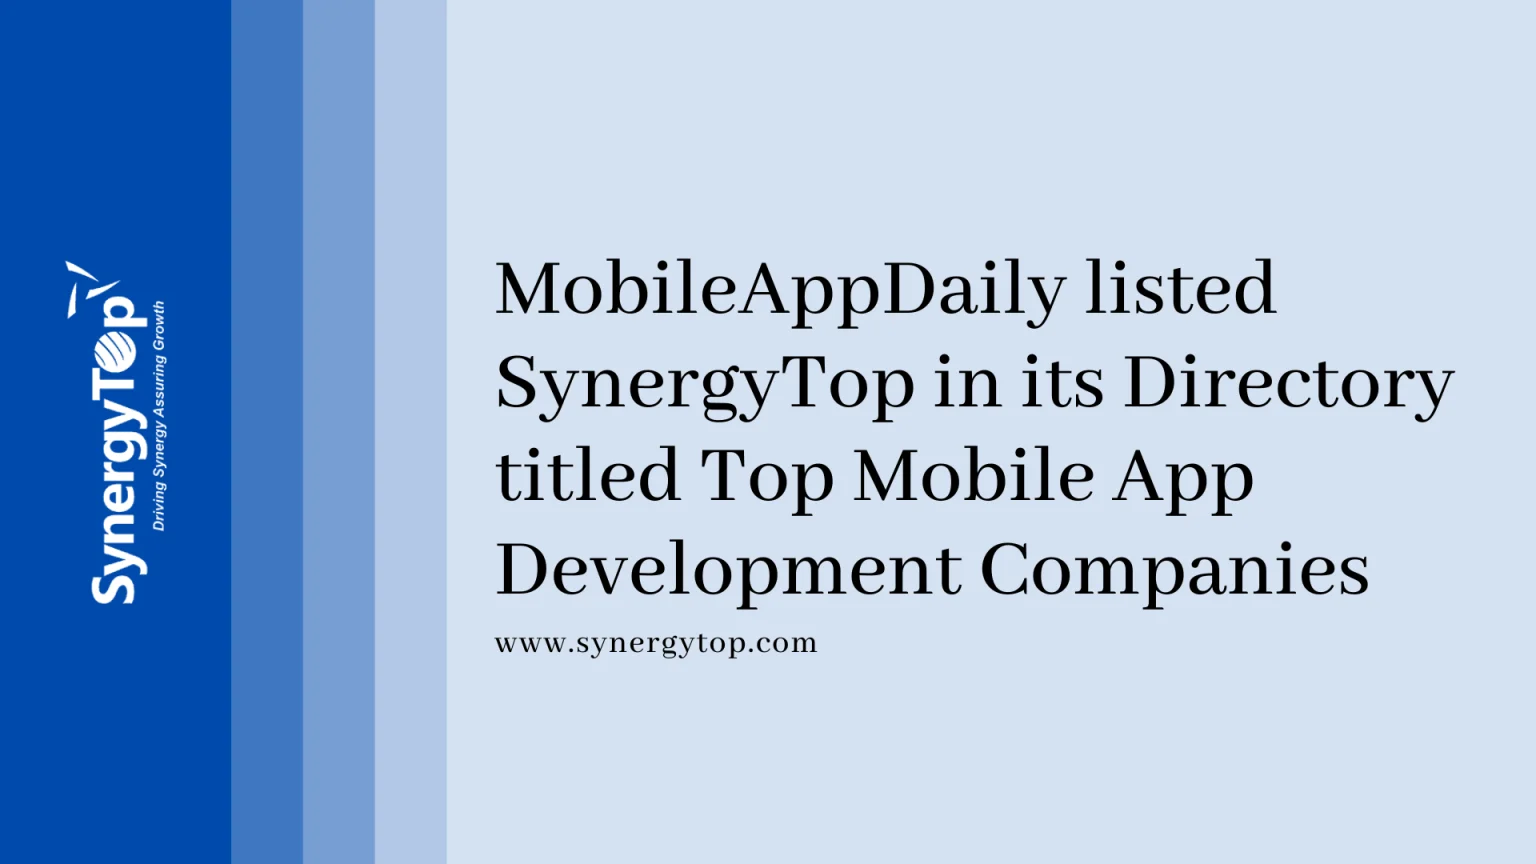 SynergyTop
Driving Synergy Assuring Growth
MobileAppDaily listed
SynergyTop in its Directory
titled Top Mobile App
Development Companies
www.synergytop.com